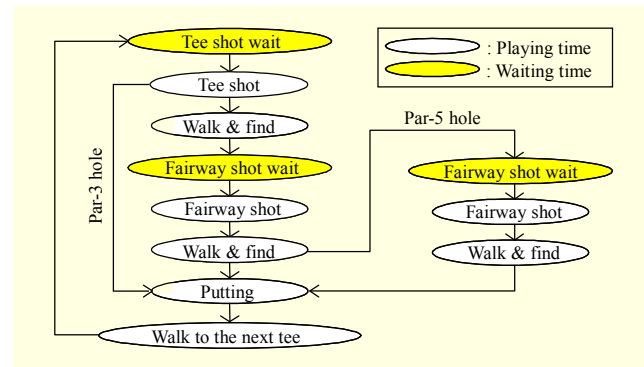 Tee shot wait
Tee shot
Walk & find
Fairway shot wait
Fairway shot
Walk & find
Putting
Walk to the next tee
Par-3 hole
Par-5 hole
Fairway shot wait
Fairway shot
Walk & find
: Playing time
: Waiting time